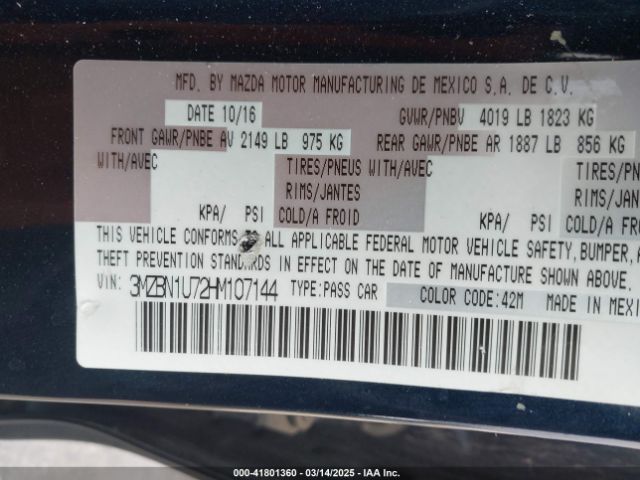 MFD. BY MAZDA MOTOR MANUFACTURING DE MEXICO S.A. DE C.V.
DATE 10/16 GVWR/PNBV 4019 LB 1823 KG
FRONT GAWR/PNBE AV 2149 LB 975 KG REAR GAWR/PNBE AR 1887 LB 856 KG
WITH/AVEC TIRES/PNEUS WITH/AVEC TIRES/PNEUS
RIMS/JANTES RIMS/JANTES
KPA/ PSI COLD/A FROID KPA/ PSI COLD/A FROID
THIS VEHICLE CONFORMS TO ALL APPLICABLE FEDERAL MOTOR VEHICLE SAFETY, BUMPER, A
THEFT PREVENTION STANDARDS IN EFFECT ON THE DATE OF MANUFACTURE SHOWN ABOVE.
VIN: 3MZBN1U72HM107144 TYPE:PASS CAR COLOR CODE:42M MADE IN MEXI
© - 41801360 - 03/14/2025 - IAA Inc.